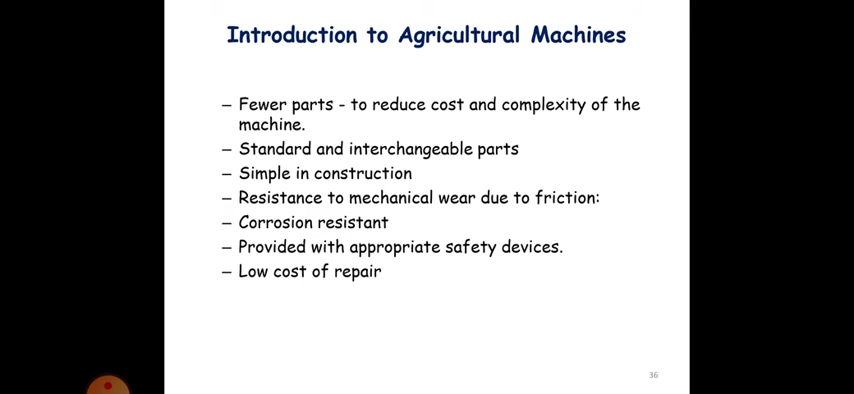 Introduction to Agricultural Machines
– Fewer parts - to reduce cost and complexity of the
machine.
– Standard and interchangeable parts
– Simple in construction
– Resistance to mechanical wear due to friction:
– Corrosion resistant
– Provided with appropriate safety devices.
– Low cost of repair
36